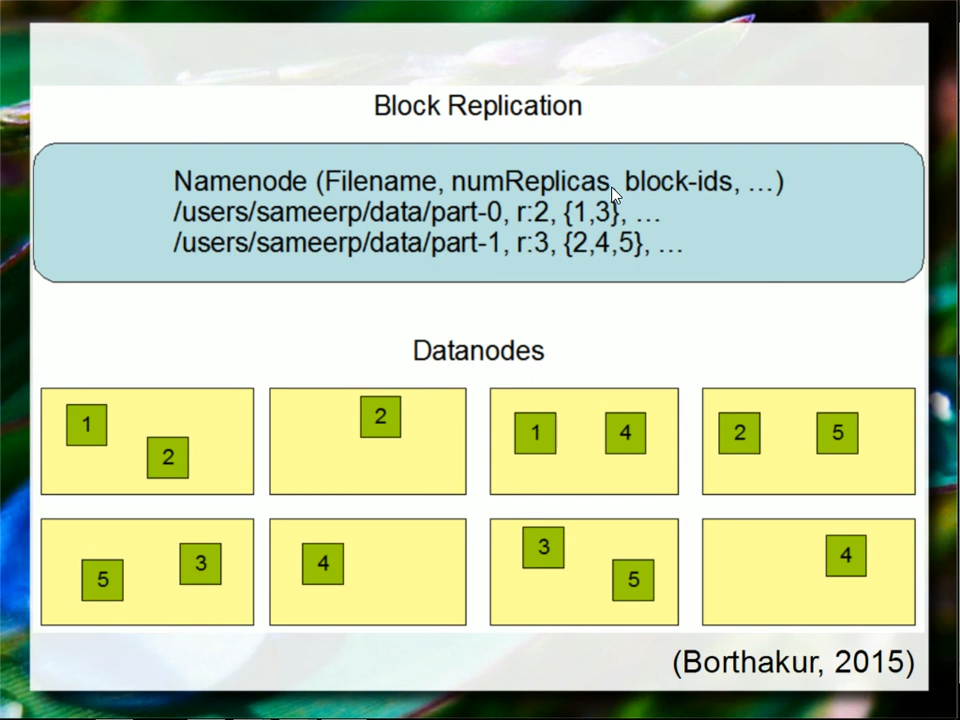 Block Replication
Namenode (Filename, numReplicas, block-ids, …)
/users/sameerp/data/part-0, r:2, {1,3}, …
/users/sameerp/data/part-1, r:3, {2,4,5}, …
Datanodes
1
2
2
1 4
2 5
5 3
4
3
5
4
(Borthakur, 2015)